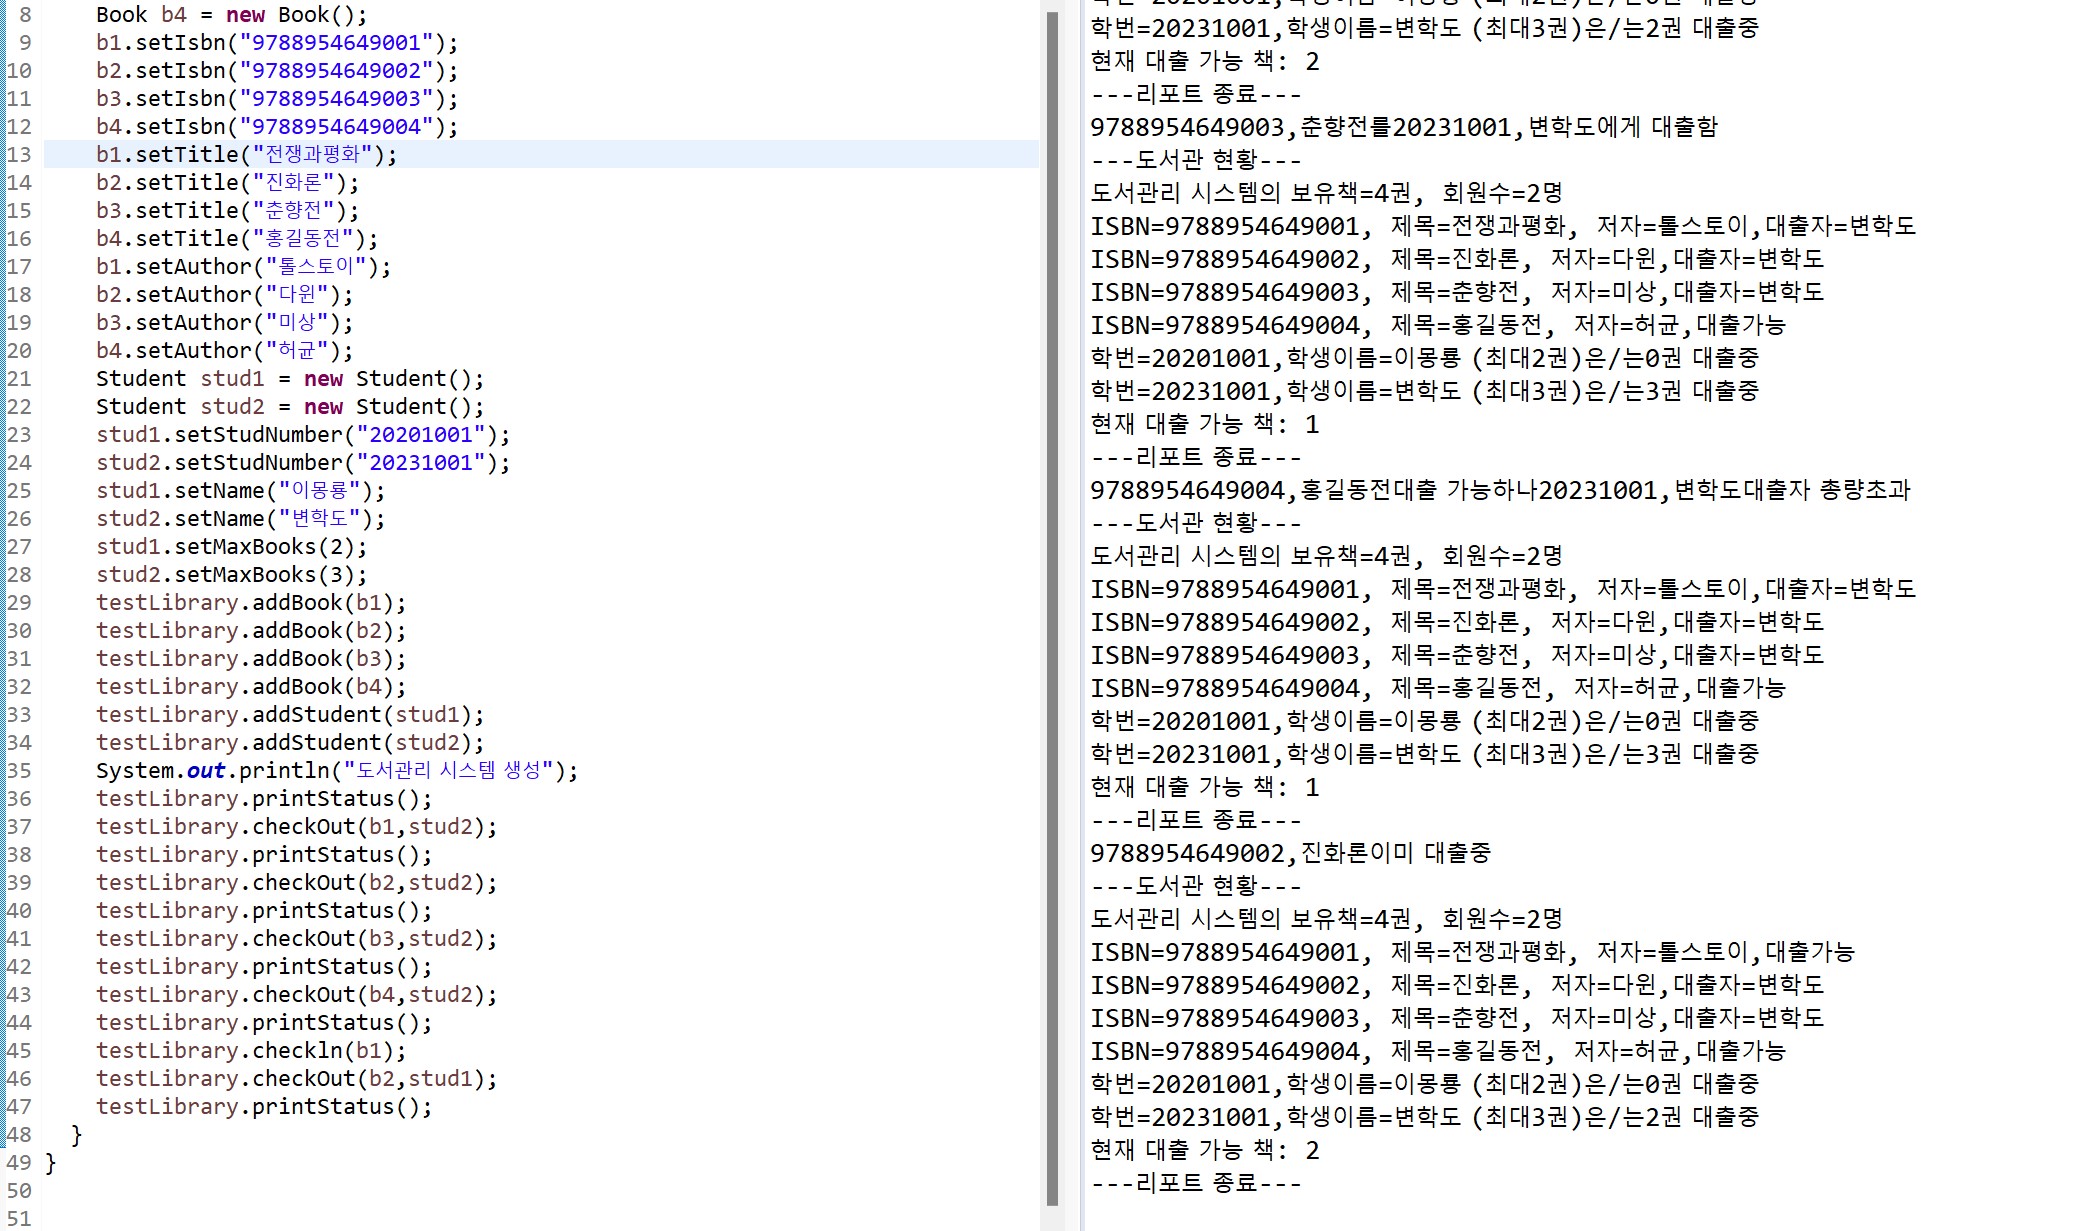 8 Book b4 = new Book();
9 b1.setIsbn("9788954649001");
10 b2.setIsbn("9788954649002");
11 b3.setIsbn("9788954649003");
12 b4.setIsbn("9788954649004");
13 b1.setTitle("전쟁과평화");
14 b2.setTitle("진화론");
15 b3.setTitle("춘향전");
16 b4.setTitle("홍길동전");
17 b1.setAuthor("톨스토이");
18 b2.setAuthor("다윈");
19 b3.setAuthor("미상");
20 b4.setAuthor("허균");
21 Student stud1 = new Student();
22 Student stud2 = new Student();
23 stud1.setStudNumber("20201001");
24 stud2.setStudNumber("20231001");
25 stud1.setName("이몽룡");
26 stud2.setName("변학도");
27 stud1.setMaxBooks(2);
28 stud2.setMaxBooks(3);
29 testLibrary.addBook(b1);
30 testLibrary.addBook(b2);
31 testLibrary.addBook(b3);
32 testLibrary.addBook(b4);
33 testLibrary.addStudent(stud1);
34 testLibrary.addStudent(stud2);
35 System.out.println("도서관리 시스템 생성");
36 testLibrary.printStatus();
37 testLibrary.checkOut(b1,stud2);
38 testLibrary.printStatus();
39 testLibrary.checkOut(b2,stud2);
40 testLibrary.printStatus();
41 testLibrary.checkOut(b3,stud2);
42 testLibrary.printStatus();
43 testLibrary.checkOut(b4,stud2);
44 testLibrary.printStatus();
45 testLibrary.checkln(b1);
46 testLibrary.checkOut(b2,stud1);
47 testLibrary.printStatus();
48 }
49 }
50
51
학번=20231001,학생이름=변학도 (최대3권)은/는2권 대출중
현재 대출 가능 책: 2
---리포트 종료---
9788954649003,춘향전를20231001,변학도에게 대출함
---도서관 현황---
도서관리 시스템의 보유책=4권, 회원수=2명
ISBN=9788954649001, 제목=전쟁과평화, 저자=톨스토이,대출자=변학도
ISBN=9788954649002, 제목=진화론, 저자=다윈,대출자=변학도
ISBN=9788954649003, 제목=춘향전, 저자=미상,대출자=변학도
ISBN=9788954649004, 제목=홍길동전, 저자=허균,대출가능
학번=20201001,학생이름=이몽룡 (최대2권)은/는0권 대출중
학번=20231001,학생이름=변학도 (최대3권)은/는3권 대출중
현재 대출 가능 책: 1
---리포트 종료---
9788954649004,홍길동전대출 가능하나20231001,변학도대출자 총량초과
---도서관 현황---
도서관리 시스템의 보유책=4권, 회원수=2명
ISBN=9788954649001, 제목=전쟁과평화, 저자=톨스토이,대출자=변학도
ISBN=9788954649002, 제목=진화론, 저자=다윈,대출자=변학도
ISBN=9788954649003, 제목=춘향전, 저자=미상,대출자=변학도
ISBN=9788954649004, 제목=홍길동전, 저자=허균,대출가능
학번=20201001,학생이름=이몽룡 (최대2권)은/는0권 대출중
학번=20231001,학생이름=변학도 (최대3권)은/는3권 대출중
현재 대출 가능 책: 1
---리포트 종료---
9788954649002,진화론이미 대출중
---도서관 현황---
도서관리 시스템의 보유책=4권, 회원수=2명
ISBN=9788954649001, 제목=전쟁과평화, 저자=톨스토이,대출가능
ISBN=9788954649002, 제목=진화론, 저자=다윈,대출자=변학도
ISBN=9788954649003, 제목=춘향전, 저자=미상,대출자=변학도
ISBN=9788954649004, 제목=홍길동전, 저자=허균,대출가능
학번=20201001,학생이름=이몽룡 (최대2권)은/는0권 대출중
학번=20231001,학생이름=변학도 (최대3권)은/는2권 대출중
현재 대출 가능 책: 2
---리포트 종료---